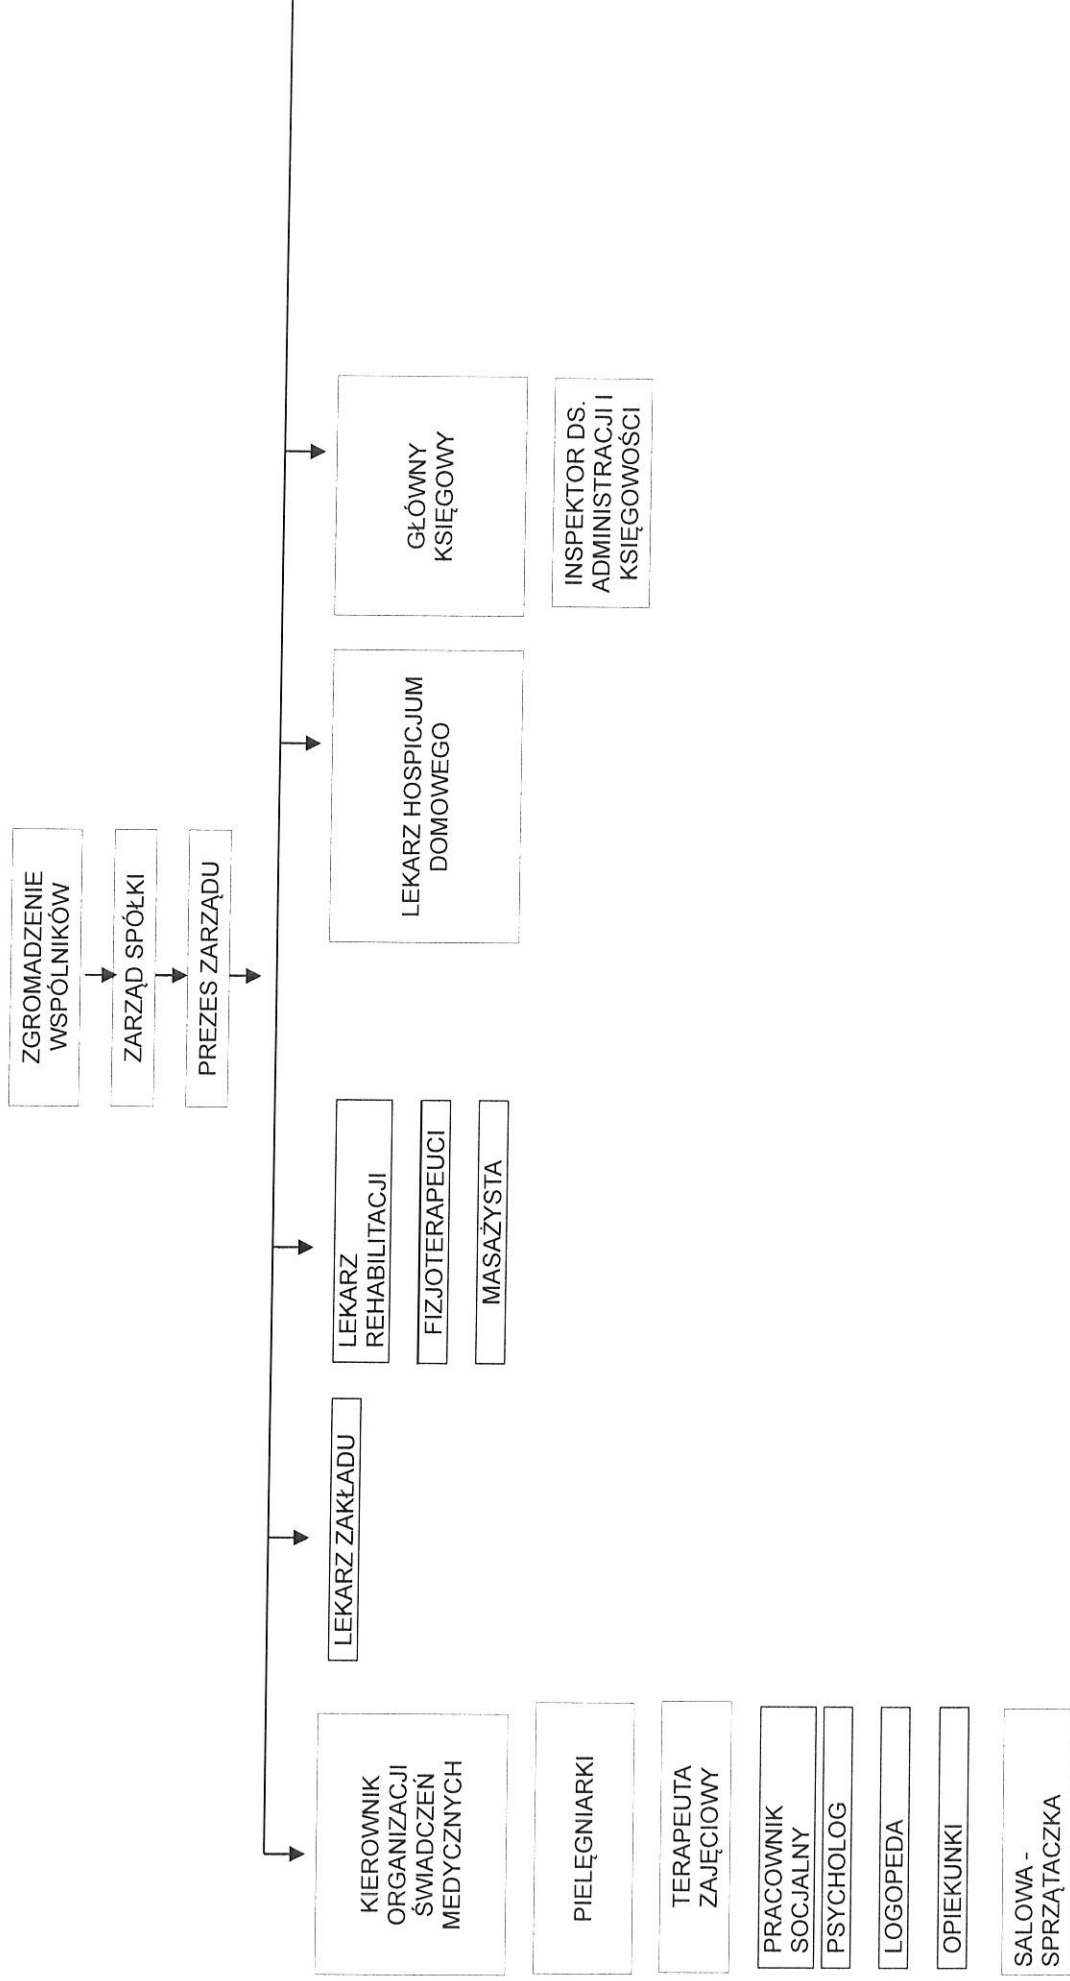 ZGROMADZENIE
WSPÓLNIKÓW
ZARZĄD SPÓŁKI
PREZES ZARZĄDU
KIEROWNIK
ORGANIZACJI
ŚWIADCZEŃ
MEDYCZNYCH
PIELĘGNIARKI
TERAPEUTA
ZAJĘCIOWY
PRACOWNIK
SOCJALNY
PSYCHOLOG
LOGOPEDA
OPIEKUNKI
SALOWA -
SPRZĄTACZKA
LEKARZ ZAKŁADU
LEKARZ
REHABILITACJI
FIZJOTERAPEUCI
MASAŻYSTA
LEKARZ HOSPICJUM
DOMOWEGO
GŁÓWNY
KSIĘGOWY
INSPEKTOR DS.
ADMINISTRACJI I
KSIĘGOWOŚCI